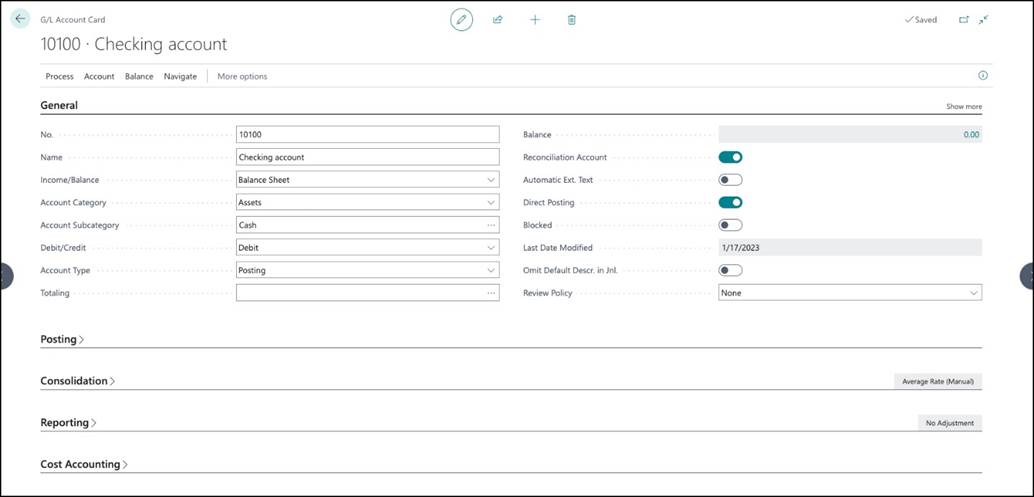 G/L Account Card
Saved
10100 · Checking account
Process Account Balance Navigate More options
General
Show more
No. 10100
Name Checking account
Income/Balance Balance Sheet
Account Category Assets
Account Subcategory Cash
Debit/Credit Debit
Account Type Posting
Totaling
Balance 0.00
Reconciliation Account
Automatic Ext. Text
Direct Posting
Blocked
Last Date Modified 1/17/2023
Omit Default Descr. in Jnl.
Review Policy None
Posting
Consolidation Average Rate (Manual)
Reporting No Adjustment
Cost Accounting